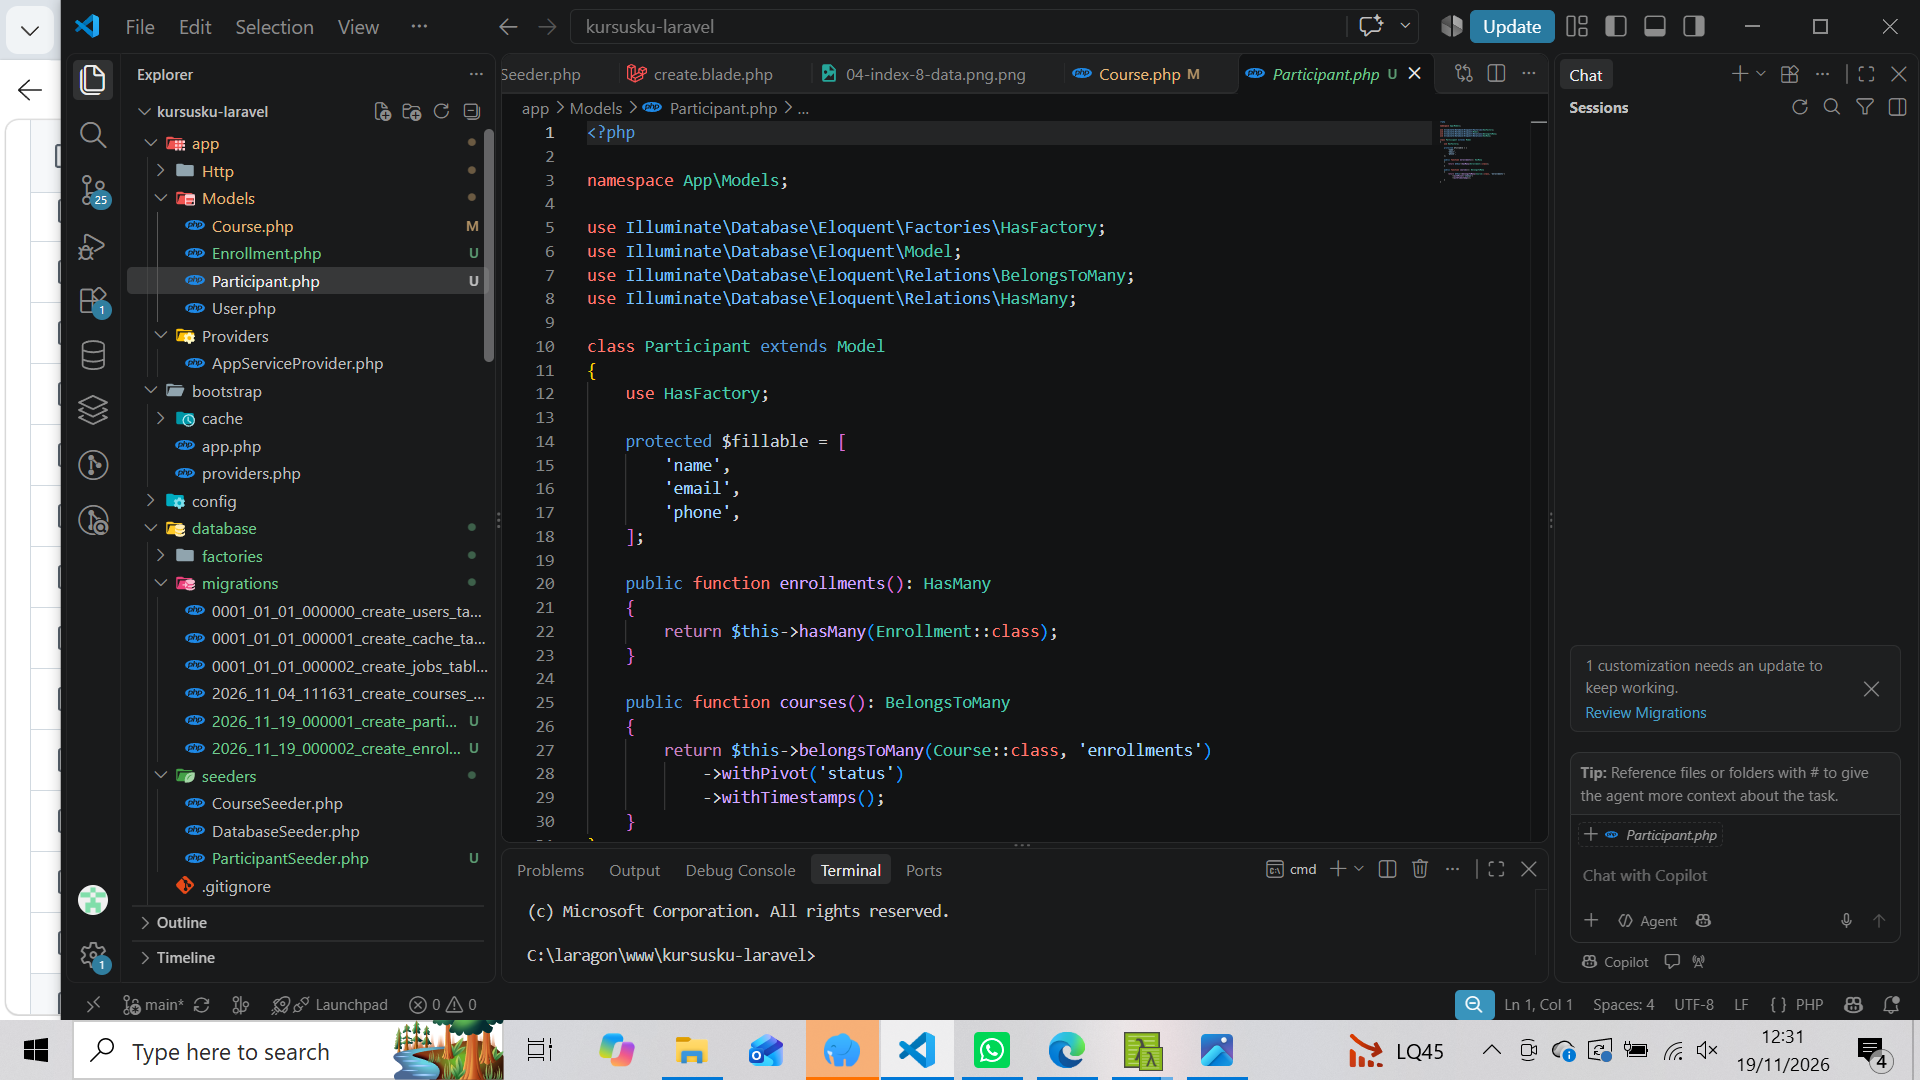 File
Edit
Selection
View
kursusku-laravel
Update
Explorer
kursusku-laravel
app
Http
Models
Course.php M
Enrollment.php U
Participant.php U
User.php
Providers
AppServiceProvider.php
bootstrap
cache
app.php
providers.php
config
database
factories
migrations
0001_01_01_000000_create_users_ta...
0001_01_01_000001_create_cache_ta...
0001_01_01_000002_create_jobs_tabl...
2026_11_04_111631_create_courses_...
2026_11_19_000001_create_parti... U
2026_11_19_000002_create_enrol... U
seeders
CourseSeeder.php
DatabaseSeeder.php
ParticipantSeeder.php U
.gitignore
Outline
Timeline
25
1
1
Seeder.php
create.blade.php
04-index-8-data.png.png
Course.php M
Participant.php U
app > Models > Participant.php > ...
1 <?php
2
3 namespace App\Models;
4
5 use Illuminate\Database\Eloquent\Factories\HasFactory;
6 use Illuminate\Database\Eloquent\Model;
7 use Illuminate\Database\Eloquent\Relations\BelongsToMany;
8 use Illuminate\Database\Eloquent\Relations\HasMany;
9
10 class Participant extends Model
11 {
12 use HasFactory;
13
14 protected $fillable = [
15 'name',
16 'email',
17 'phone',
18 ];
19
20 public function enrollments(): HasMany
21 {
22 return $this->hasMany(Enrollment::class);
23 }
24
25 public function courses(): BelongsToMany
26 {
27 return $this->belongsToMany(Course::class, 'enrollments')
28 ->withPivot('status')
29 ->withTimestamps();
30 }
Problems
Output
Debug Console
Terminal
Ports
cmd
(c) Microsoft Corporation. All rights reserved.
C:\laragon\www\kursusku-laravel>
Chat
Sessions
1 customization needs an update to
keep working.
Review Migrations
Tip: Reference files or folders with # to give
the agent more context about the task.
Participant.php
Chat with Copilot
Agent
Copilot
main*
Launchpad
0
0
Ln 1, Col 1
Spaces: 4
UTF-8
LF
{ } PHP
Type here to search
LQ45
12:31
19/11/2026
4